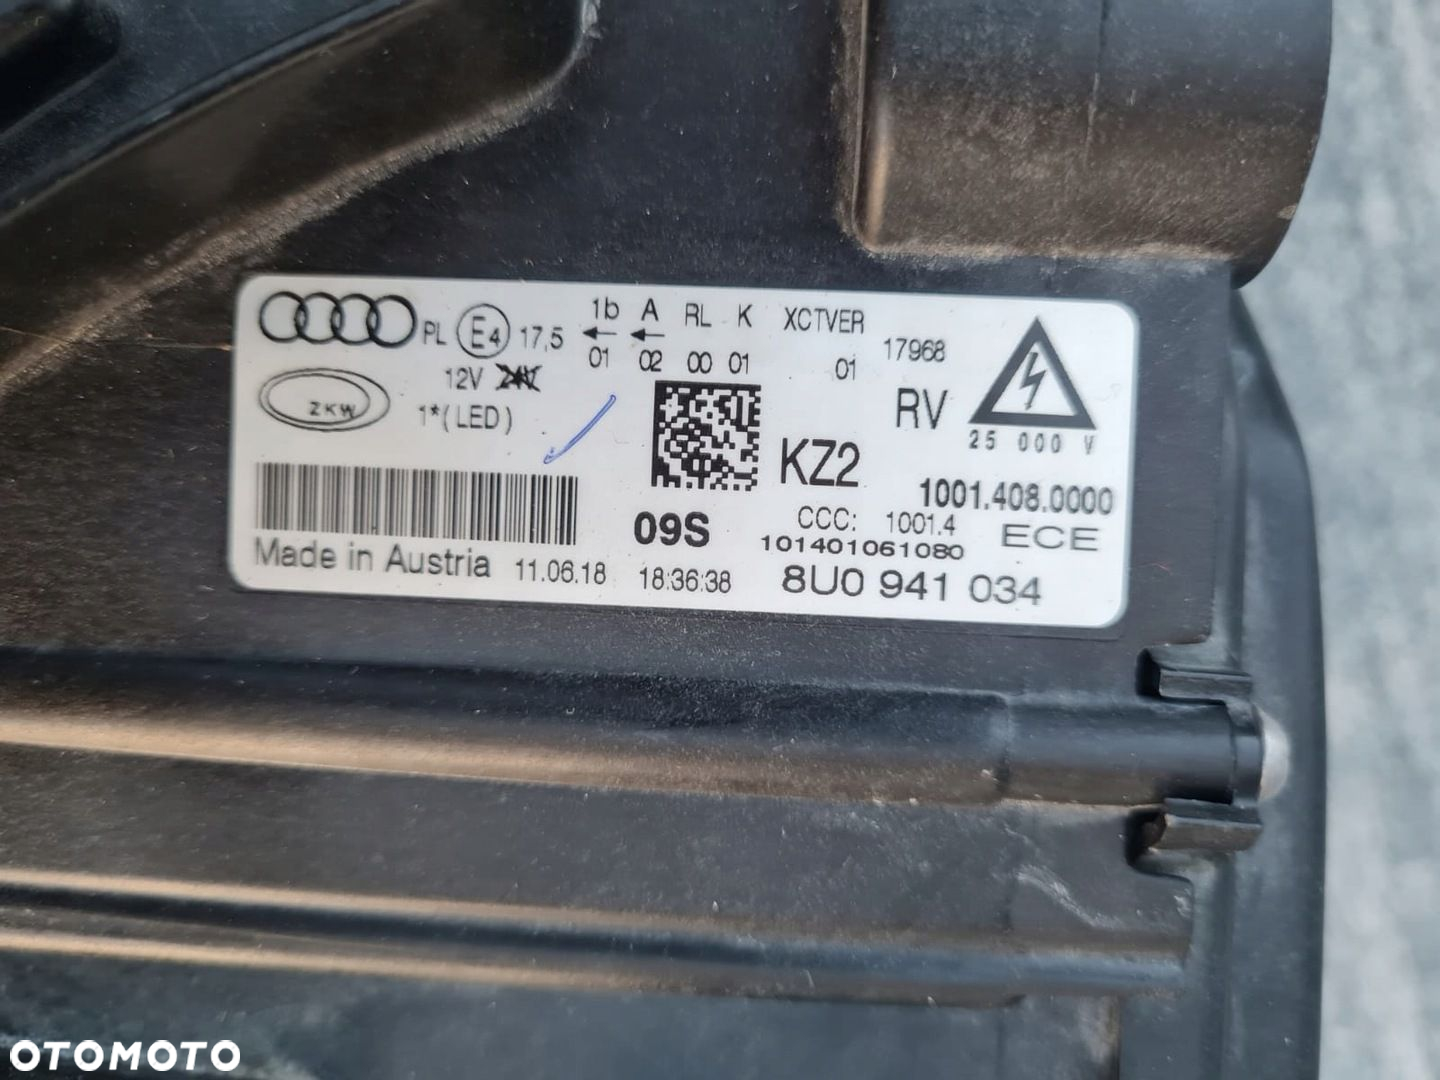 PL E4 17,5 1b A RL K XCTVER
01 02 00 01 01 17968
12V 24V
ZKW 1*(LED) RV
25 000 V
KZ2
1001.408.0000
09S CCC: 1001.4 ECE
101401061080
Made in Austria 11.06.18 18:36:38 8U0 941 034
OTOMOTO